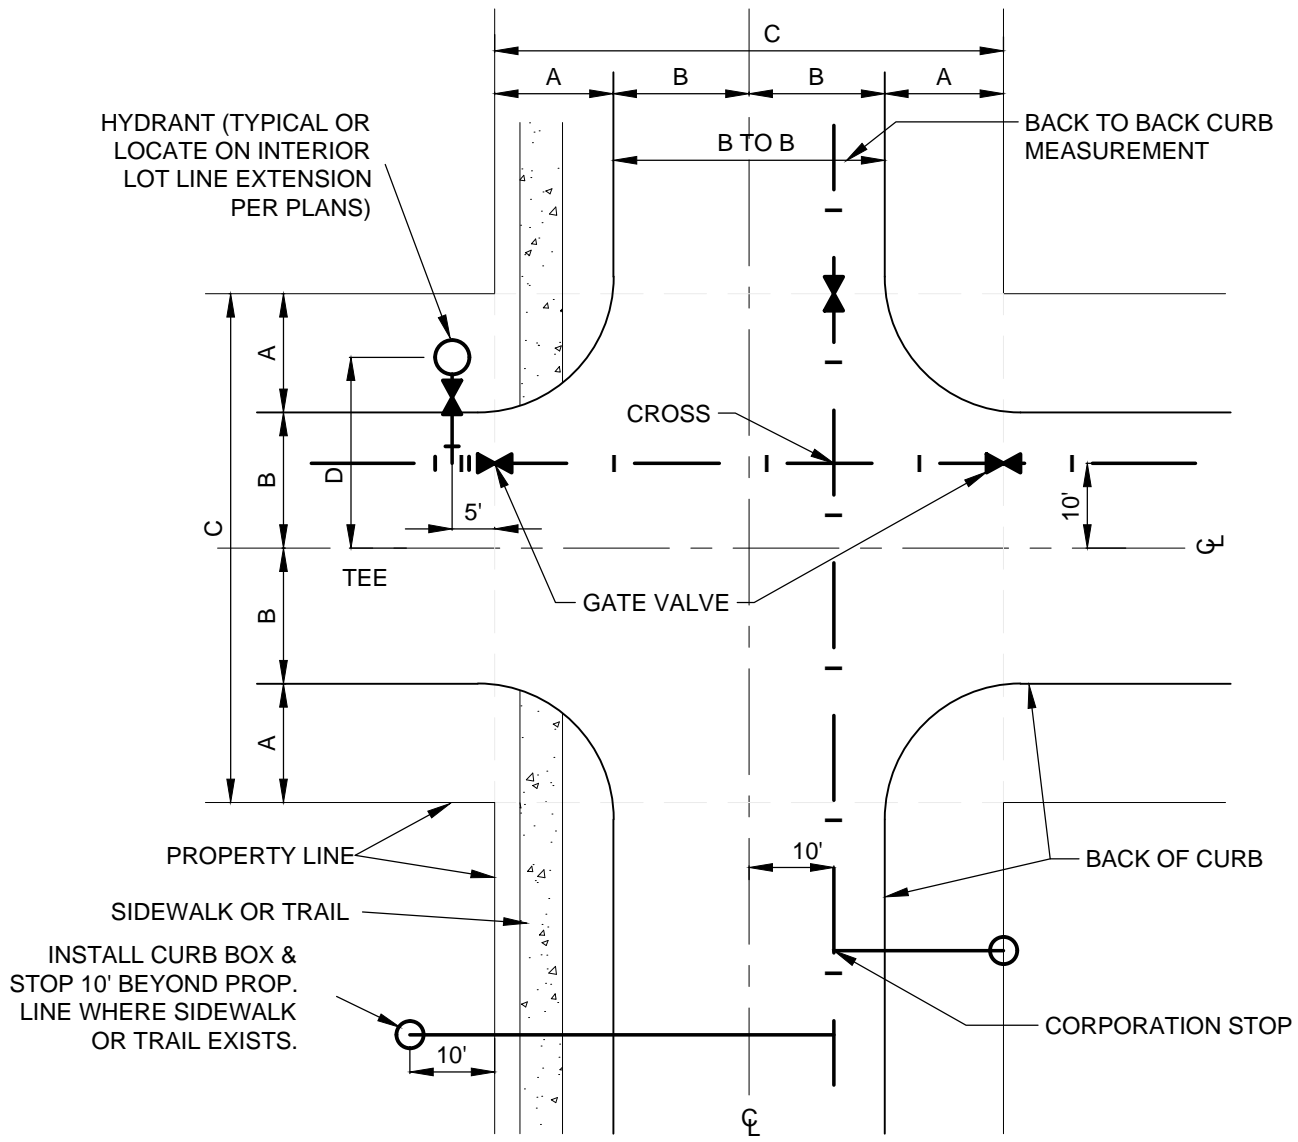 C
A
B
B
A
HYDRANT (TYPICAL OR
LOCATE ON INTERIOR
LOT LINE EXTENSION
PER PLANS)
B TO B
BACK TO BACK CURB
MEASUREMENT
A
CROSS
B
D
C
5'
10'
℄
TEE
GATE VALVE
B
A
PROPERTY LINE
10'
BACK OF CURB
SIDEWALK OR TRAIL
INSTALL CURB BOX &
STOP 10' BEYOND PROP.
LINE WHERE SIDEWALK
OR TRAIL EXISTS.
CORPORATION STOP
10'
℄